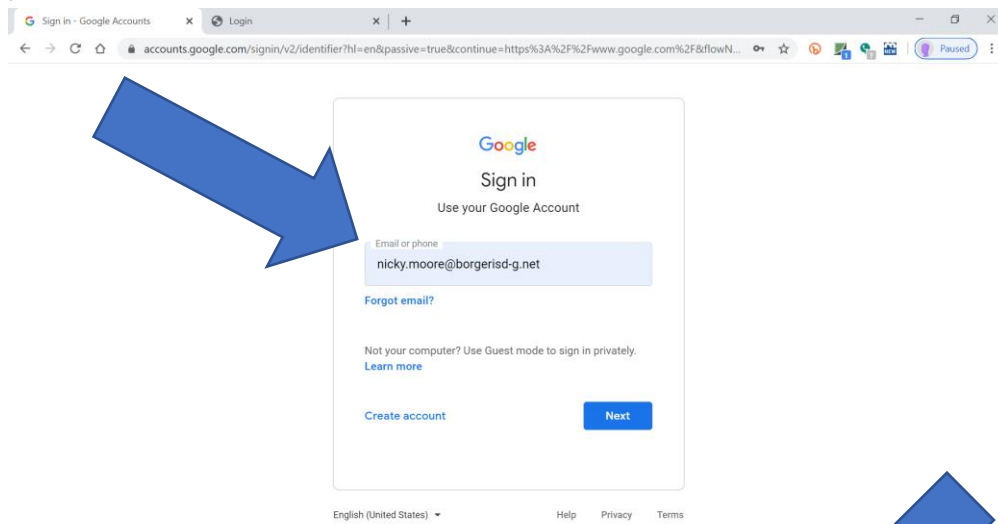 Sign in - Google Accounts
Login
accounts.google.com/signin/v2/identifier?hl=en&passive=true&continue=https%3A%2F%2Fwww.google.com%2F&flowN...
NEW
Paused
Google
Sign in
Use your Google Account
Email or phone
nicky.moore@borgerisd-g.net
Forgot email?
Not your computer? Use Guest mode to sign in privately.
Learn more
Create account
Next
English (United States)
Help Privacy Terms